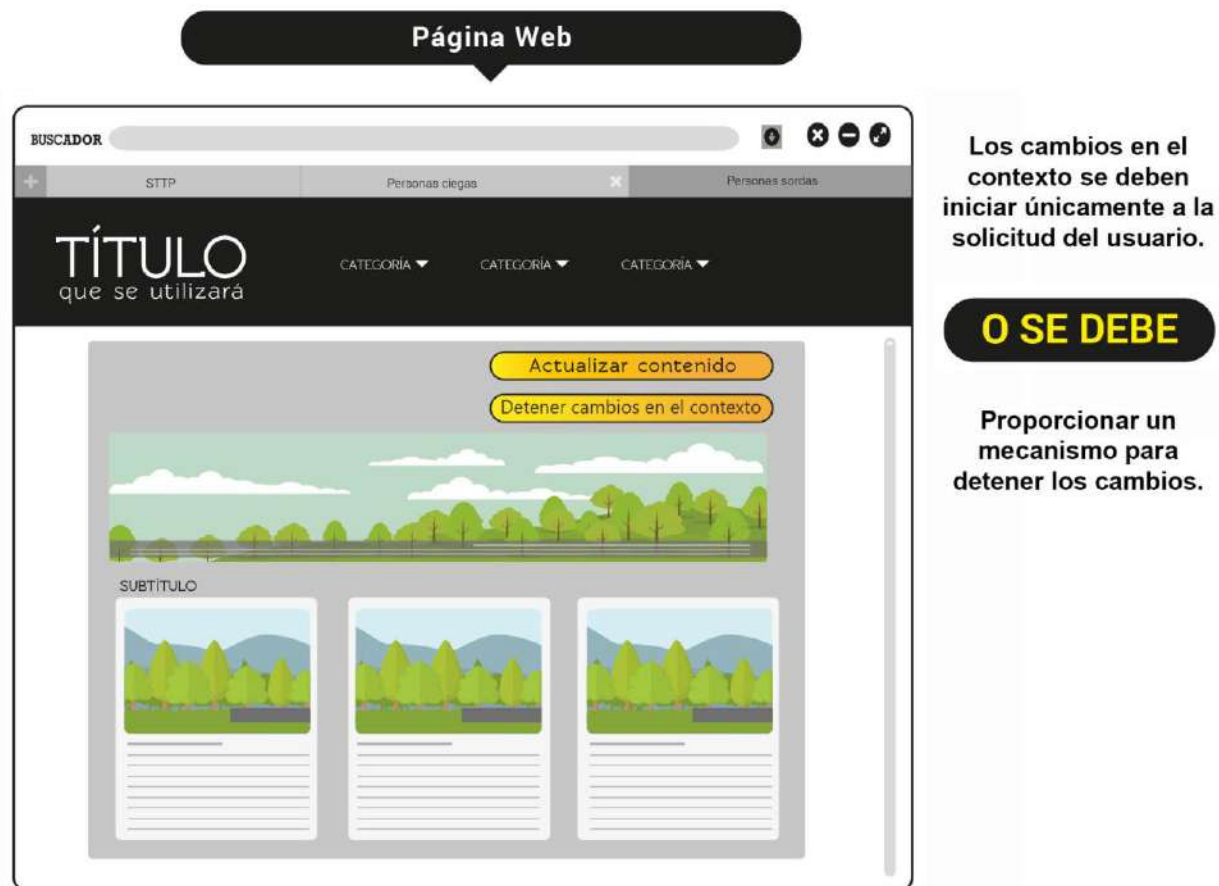 Página Web
BUSCADOR
STTP
Personas ciegas
Personas sordas
TÍTULO
que se utilizará
CATEGORÍA
CATEGORÍA
CATEGORÍA
Actualizar contenido
Detener cambios en el contexto
SUBTÍTULO
Los cambios en el
contexto se deben
iniciar únicamente a la
solicitud del usuario.
O SE DEBE
Proporcionar un
mecanismo para
detener los cambios.